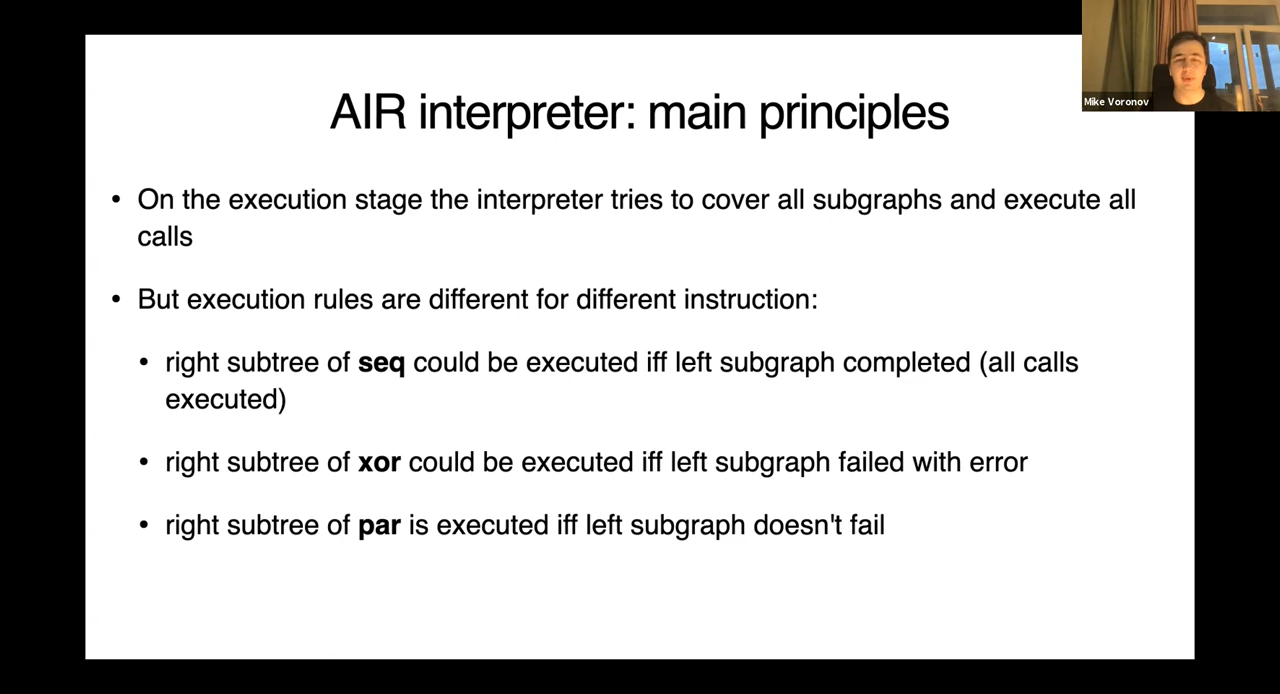 AIR interpreter: main principles
Mike Voronov
• On the execution stage the interpreter tries to cover all subgraphs and execute all
calls
• But execution rules are different for different instruction:
• right subtree of seq could be executed iff left subgraph completed (all calls
executed)
• right subtree of xor could be executed iff left subgraph failed with error
• right subtree of par is executed iff left subgraph doesn't fail